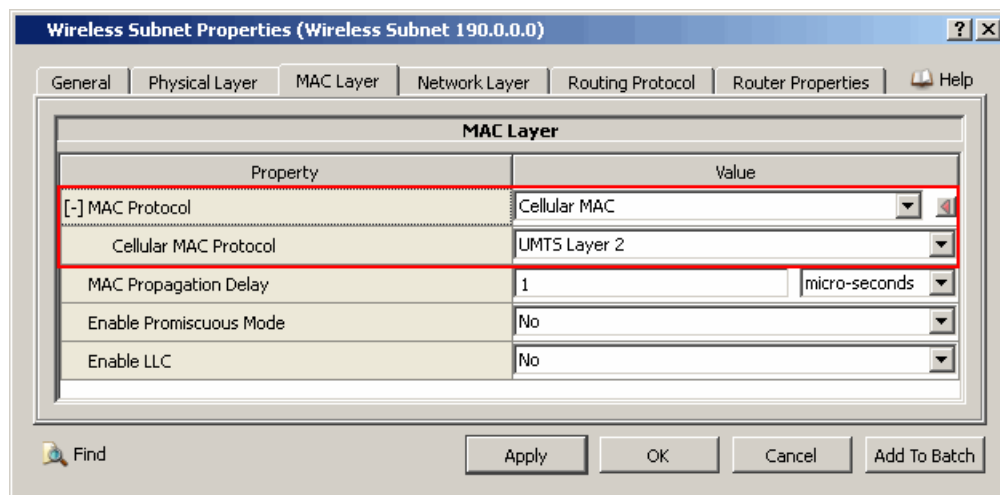 Wireless Subnet Properties (Wireless Subnet 190.0.0.0) ? X
General Physical Layer MAC Layer Network Layer Routing Protocol Router Properties Help
MAC Layer
Property Value
[-] MAC Protocol Cellular MAC
Cellular MAC Protocol UMTS Layer 2
MAC Propagation Delay 1 micro-seconds
Enable Promiscuous Mode No
Enable LLC No
Find Apply OK Cancel Add To Batch